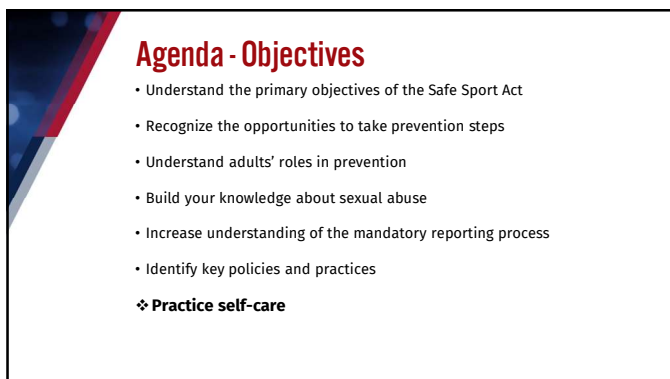 Agenda - Objectives
• Understand the primary objectives of the Safe Sport Act
• Recognize the opportunities to take prevention steps
• Understand adults’ roles in prevention
• Build your knowledge about sexual abuse
• Increase understanding of the mandatory reporting process
• Identify key policies and practices
❖ Practice self-care